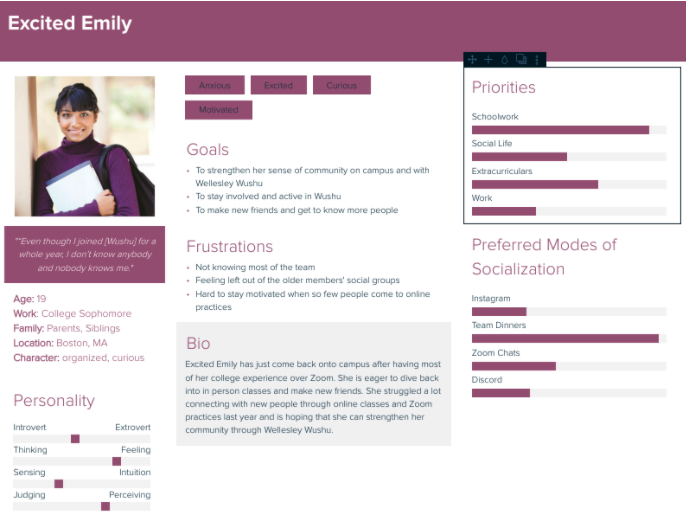 Excited Emily
""Even though I joined [Wushu] for a
whole year, I don't know anybody
and nobody knows me."
Age: 19
Work: College Sophomore
Family: Parents, Siblings
Location: Boston, MA
Character: organized, curious
Personality
Introvert Extrovert
Thinking Feeling
Sensing Intuition
Judging Perceiving
Anxious Excited Curious
Motivated
Goals
To strengthen her sense of community on campus and with
Wellesley Wushu
To stay involved and active in Wushu
To make new friends and get to know more people
Frustrations
Not knowing most of the team
Feeling left out of the older members' social groups
Hard to stay motivated when so few people come to online
practices
Bio
Excited Emily has just come back onto campus after having most
of her college experience over Zoom. She is eager to dive back
into in person classes and make new friends. She struggled a lot
connecting with new people through online classes and Zoom
practices last year and is hoping that she can strengthen her
community through Wellesley Wushu.
Priorities
Schoolwork
Social Life
Extracurriculars
Work
Preferred Modes of
Socialization
Instagram
Team Dinners
Zoom Chats
Discord